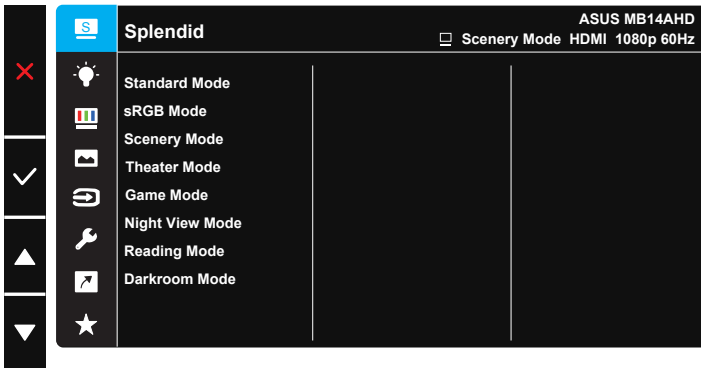 S
Splendid
ASUS MB14AHD
Scenery Mode HDMI 1080p 60Hz
Standard Mode
sRGB Mode
Scenery Mode
Theater Mode
Game Mode
Night View Mode
Reading Mode
Darkroom Mode